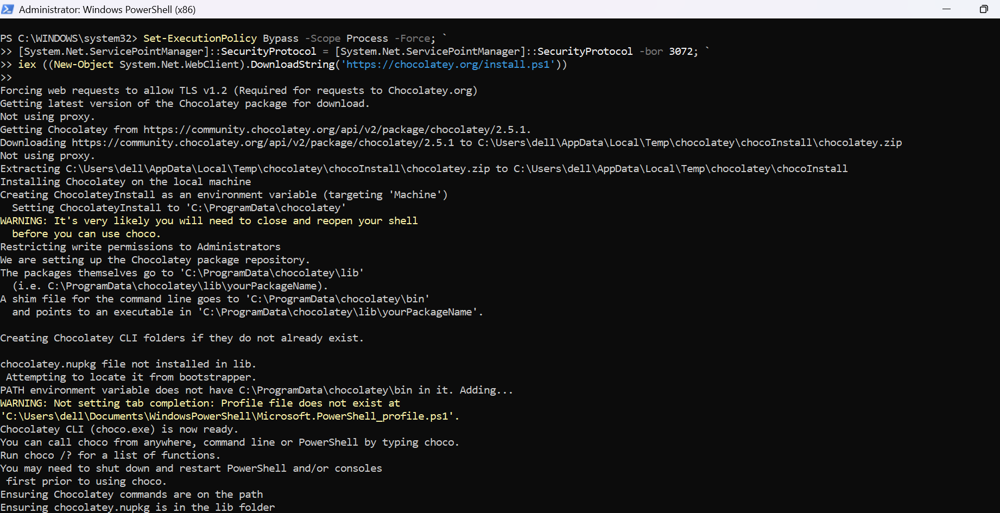 Administrator: Windows PowerShell (x86)
PS C:\WINDOWS\system32> Set-ExecutionPolicy Bypass -Scope Process -Force; `
>> [System.Net.ServicePointManager]::SecurityProtocol = [System.Net.ServicePointManager]::SecurityProtocol -bor 3072; `
>> iex ((New-Object System.Net.WebClient).DownloadString('https://chocolatey.org/install.ps1'))
>>
Forcing web requests to allow TLS v1.2 (Required for requests to Chocolatey.org)
Getting latest version of the Chocolatey package for download.
Not using proxy.
Getting Chocolatey from https://community.chocolatey.org/api/v2/package/chocolatey/2.5.1.
Downloading https://community.chocolatey.org/api/v2/package/chocolatey/2.5.1 to C:\Users\dell\AppData\Local\Temp\chocolatey\chocoInstall\chocolatey.zip
Not using proxy.
Extracting C:\Users\dell\AppData\Local\Temp\chocolatey\chocoInstall\chocolatey.zip to C:\Users\dell\AppData\Local\Temp\chocolatey\chocoInstall
Installing Chocolatey on the local machine
Creating ChocolateyInstall as an environment variable (targeting 'Machine')
  Setting ChocolateyInstall to 'C:\ProgramData\chocolatey'
WARNING: It's very likely you will need to close and reopen your shell
  before you can use choco.
Restricting write permissions to Administrators
We are setting up the Chocolatey package repository.
The packages themselves go to 'C:\ProgramData\chocolatey\lib'
  (i.e. C:\ProgramData\chocolatey\lib\yourPackageName).
A shim file for the command line goes to 'C:\ProgramData\chocolatey\bin'
  and points to an executable in 'C:\ProgramData\chocolatey\lib\yourPackageName'.
Creating Chocolatey CLI folders if they do not already exist.
chocolatey.nupkg file not installed in lib.
 Attempting to locate it from bootstrapper.
PATH environment variable does not have C:\ProgramData\chocolatey\bin in it. Adding...
WARNING: Not setting tab completion: Profile file does not exist at
'C:\Users\dell\Documents\WindowsPowerShell\Microsoft.PowerShell_profile.ps1'.
Chocolatey CLI (choco.exe) is now ready.
You can call choco from anywhere, command line or PowerShell by typing choco.
Run choco /? for a list of functions.
You may need to shut down and restart PowerShell and/or consoles
 first prior to using choco.
Ensuring Chocolatey commands are on the path
Ensuring chocolatey.nupkg is in the lib folder